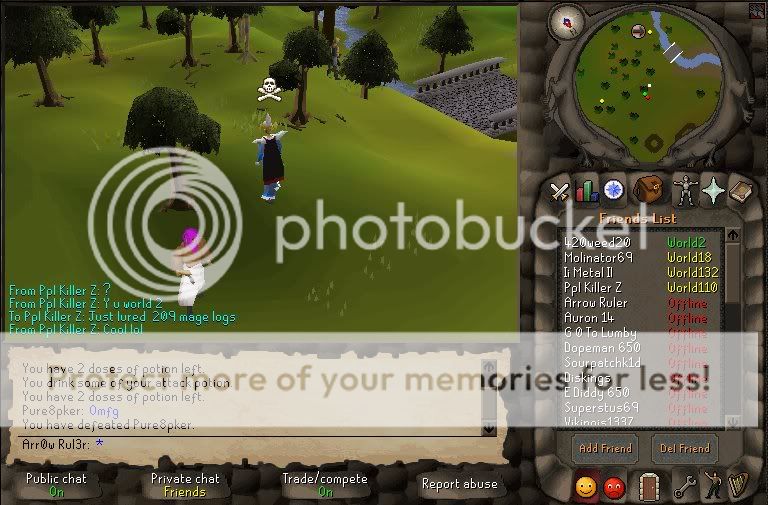 photobucket
Protect more of your memories for less!
From Ppl Killer Z: ?
From Ppl Killer Z: Y u world 2
To Ppl Killer Z: Just lured 209 mage logs
From Ppl Killer Z: Cool lol
You have 2 doses of potion left.
You drink some of your attack potion.
You have 2 doses of potion left.
Pure8pker: Omfg
You have defeated Pure8pker.
Arr0w Rul3r: *
Public chat
On
Private chat
Friends
Trade/compete
On
Report abuse
Friends List
420weed20 World2
Molinator69 World18
Ii Metal Il World132
Ppl Killer Z World110
Arrow Ruler Offline
Auron 14 Offline
G 0 To Lumby Offline
Dopeman 650 Offline
Sourpatchk1d Offline
Diskings Offline
E Diddy 650 Offline
Superstus69 Offline
Vikings1337 Offline
Add Friend
Del Friend